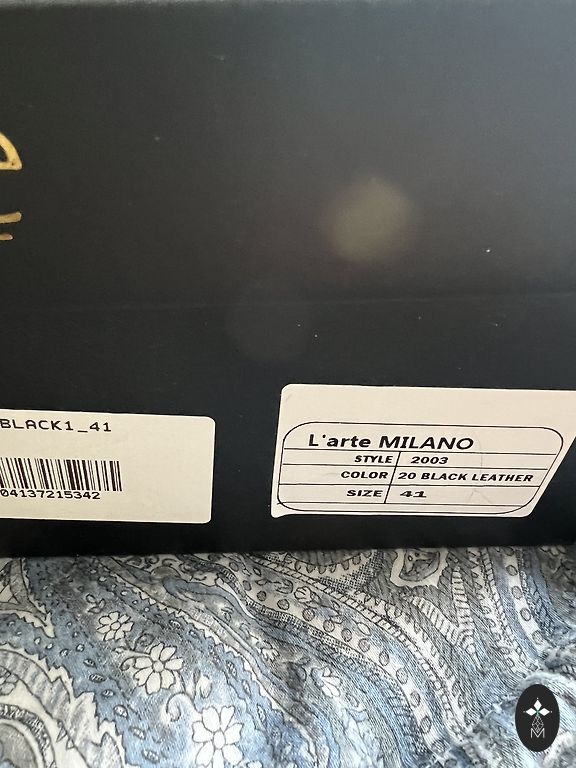 BLACK1_41
04137215342
L'arte MILANO
STYLE 2003
COLOR 20 BLACK LEATHER
SIZE 41
M